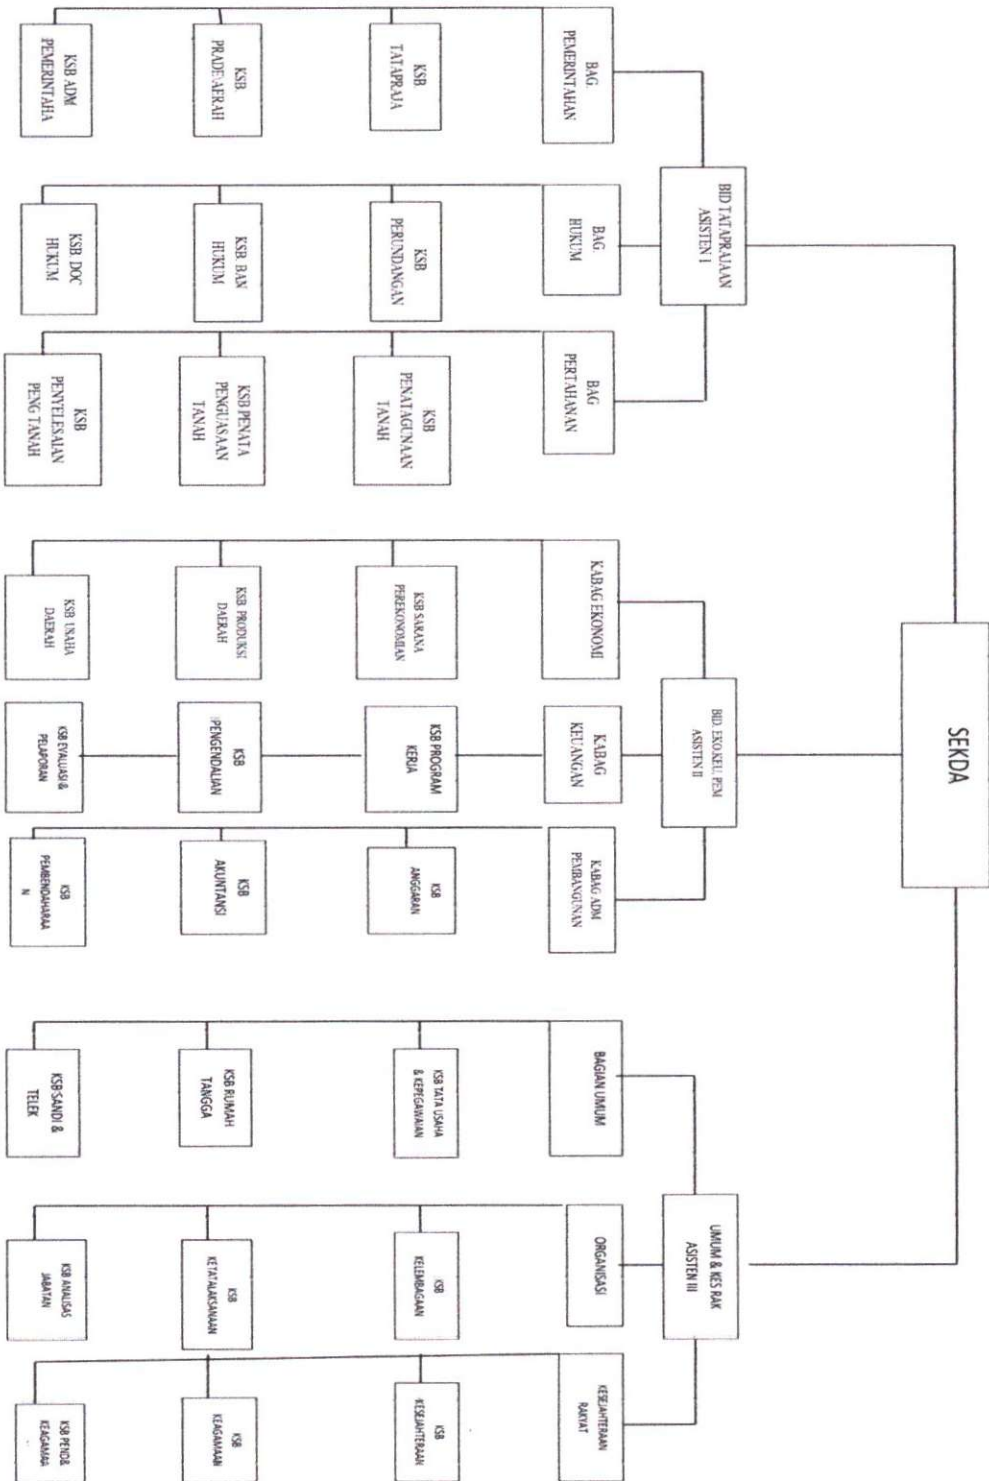 SEKDA
BID TATAPRAJAAN
ASISTEN I
BID. EKO.KEU. PEM
ASISTEN II
UMUM & KES RAK
ASISTEN III
BAG.
PEMERINTAHAN
BAG.
HUKUM
BAG
PERTAHANAN
KABAG EKONOMI
KABAG
KEUANGAN
KABAG ADM
PEMBANGUNAN
BAGIAN UMUM
ORGANISASI
KESEJAHTERAAN
RAKYAT
KSB
TATAPRAJA
KSB
PERUNDANGAN
KSB
PENATAGUNAAN
TANAH
KSB SARANA
PEREKONOMIAN
KSB PROGRAM
KERJA
KSB
ANGGARAN
KSB TATA USAHA
& KEPEGAWAIAN
KSB
KELEMBAGAAN
KSB
KESEJAHTERAAN
KSB
KSB. BAN
HUKUM
KSB PENATA
PENGUASAAN
TANAH
KSB PRODUKSI
DAERAH
KSB
PENGENDALIAN
KSB
AKUNTANSI
KSB RUMAH
TANGGA
KSB
KETATALAKSANAAN
KSB
KEAGAMAAN
KSB ADM
PEMERINTAHA
KSB. DOC
HUKUM
KSB
PENYELESAIAN
PENG TANAH
KSB USAHA
DAERAH
KSB EVALUASI &
PELAPORAN
KSB
PEMBENDAHARAA
N
KSB SANDI &
TELEK
KSB ANALISAS
JABATAN
KSB PEND&
KEAGAMAA